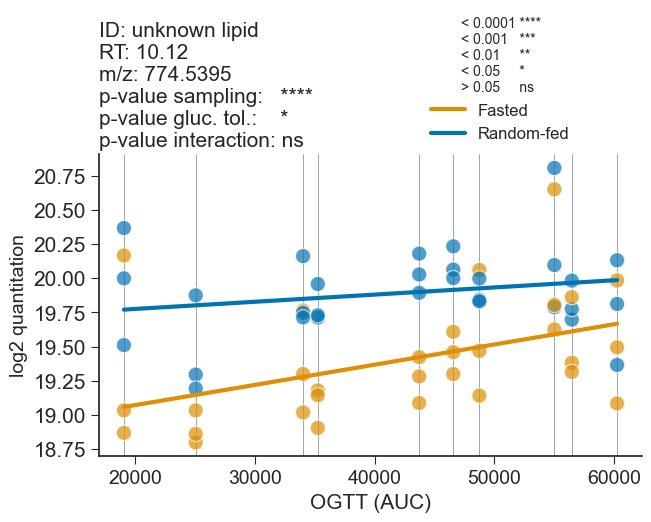 ID: unknown lipid
RT: 10.12
m/z: 774.5395
p-value sampling: ****
p-value gluc. tol.: *
p-value interaction: ns
< 0.0001 ****
< 0.001 ***
< 0.01 **
< 0.05 *
> 0.05 ns
Fasted
Random-fed
log2 quantitation
20.75
20.50
20.25
20.00
19.75
19.50
19.25
19.00
18.75
20000 30000 40000 50000 60000
OGTT (AUC)